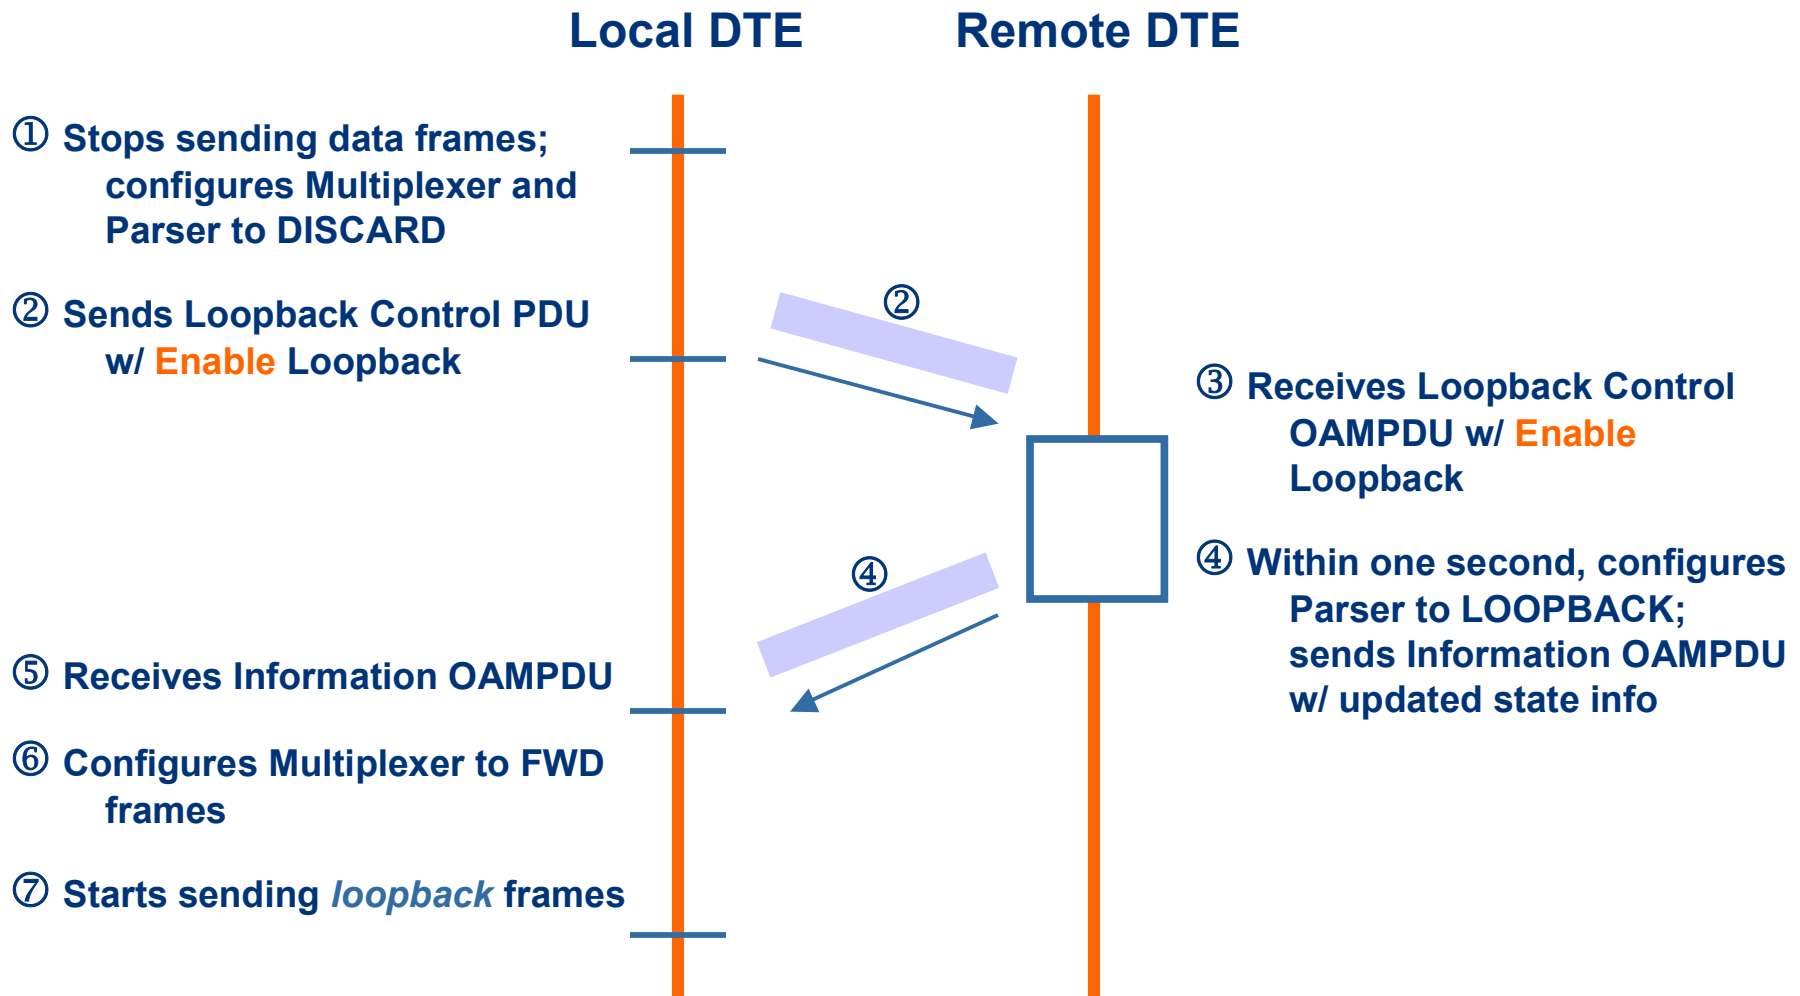 Local DTE
Remote DTE
① Stops sending data frames;
configures Multiplexer and
Parser to DISCARD
② Sends Loopback Control PDU
w/ Enable Loopback
②
③ Receives Loopback Control
OAMPDU w/ Enable
Loopback
④ Within one second, configures
Parser to LOOPBACK;
sends Information OAMPDU
w/ updated state info
④
⑤ Receives Information OAMPDU
⑥ Configures Multiplexer to FWD
frames
⑦ Starts sending loopback frames